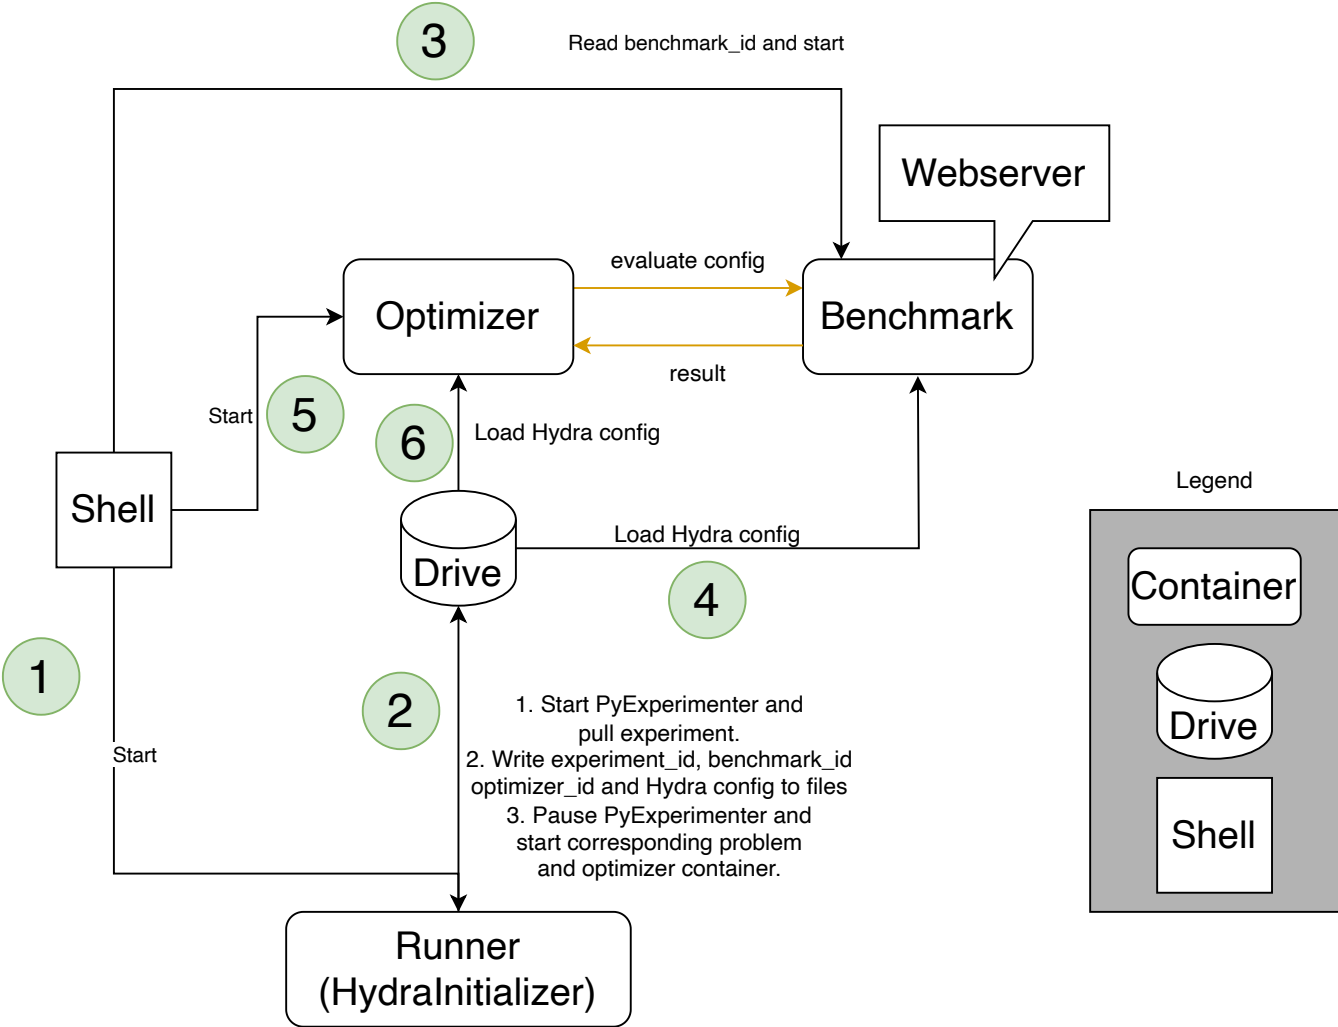 3
Read benchmark_id and start
Webserver
evaluate config
Optimizer
Benchmark
result
Start
5
6
Load Hydra config
Shell
Legend
Load Hydra config
Drive
Container
4
1
2
Drive
1. Start PyExperimenter and
pull experiment.
2. Write experiment_id, benchmark_id
optimizer_id and Hydra config to files
3. Pause PyExperimenter and
start corresponding problem
and optimizer container.
Start
Shell
Runner
(HydraInitializer)